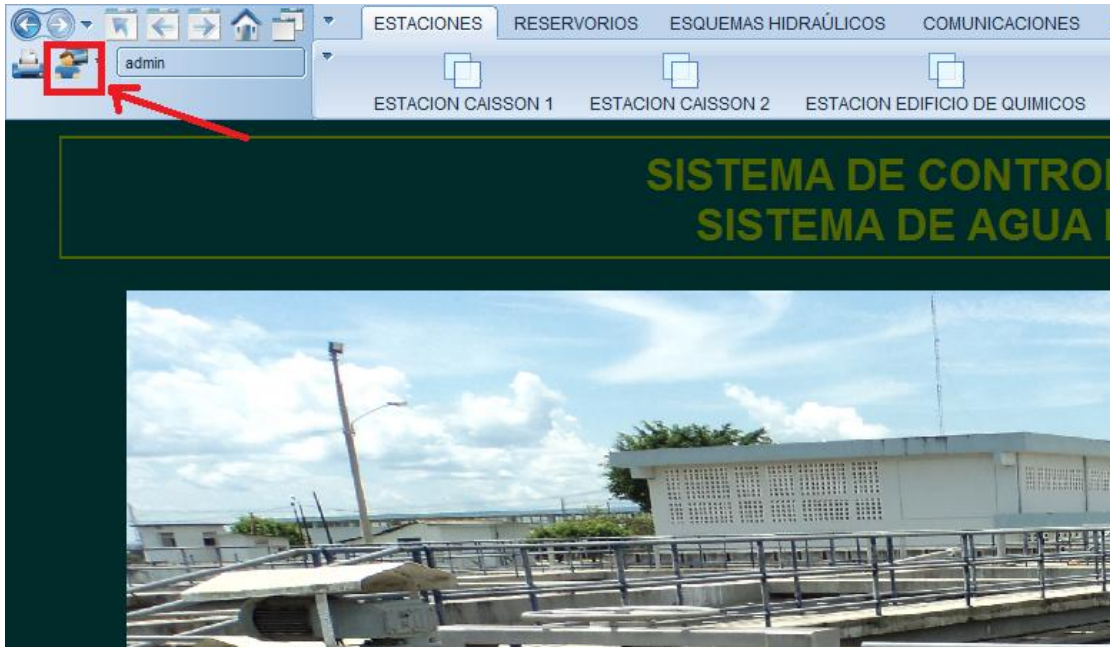 ESTACIONES RESERVORIOS ESQUEMAS HIDRAÚLICOS COMUNICACIONES
admin
ESTACION CAISSON 1 ESTACION CAISSON 2 ESTACION EDIFICIO DE QUIMICOS
SISTEMA DE CONTRO
SISTEMA DE AGUA